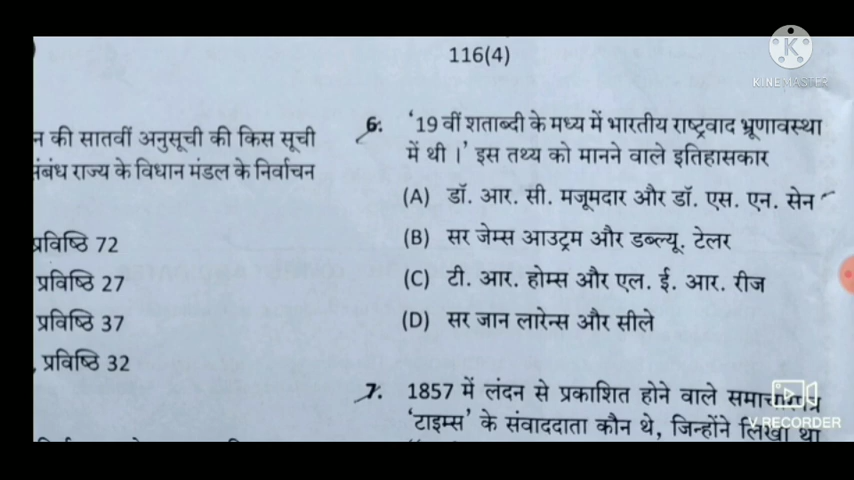 116(4)
KINEMASTER
न की सातवीं अनुसूची की किस सूची
संबंध राज्य के विधान मंडल के निर्वाचन
प्रविष्ठि 72
प्रविष्ठि 27
प्रविष्ठि 37
, प्रविष्ठि 32
6. '19 वीं शताब्दी के मध्य में भारतीय राष्ट्रवाद भ्रूणावस्था
में थी ।' इस तथ्य को मानने वाले इतिहासकार
(A) डॉ. आर. सी. मजूमदार और डॉ. एस. एन. सेन
(B) सर जेम्स आउट्रम और डब्ल्यू. टेलर
(C) टी. आर. होम्स और एल. ई. आर. रीज
(D) सर जान लारेन्स और सीले
7. 1857 में लंदन से प्रकाशित होने वाले समाचारपत्र
'टाइम्स' के संवाददाता कौन थे, जिन्होंने लिखा था
V RECORDER